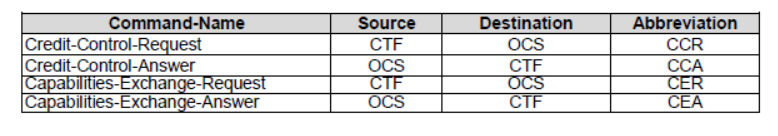 Command-Name Source Destination Abbreviation
Credit-Control-Request CTF OCS CCR
Credit-Control-Answer OCS CTF CCA
Capabilities-Exchange-Request CTF OCS CER
Capabilities-Exchange-Answer OCS CTF CEA